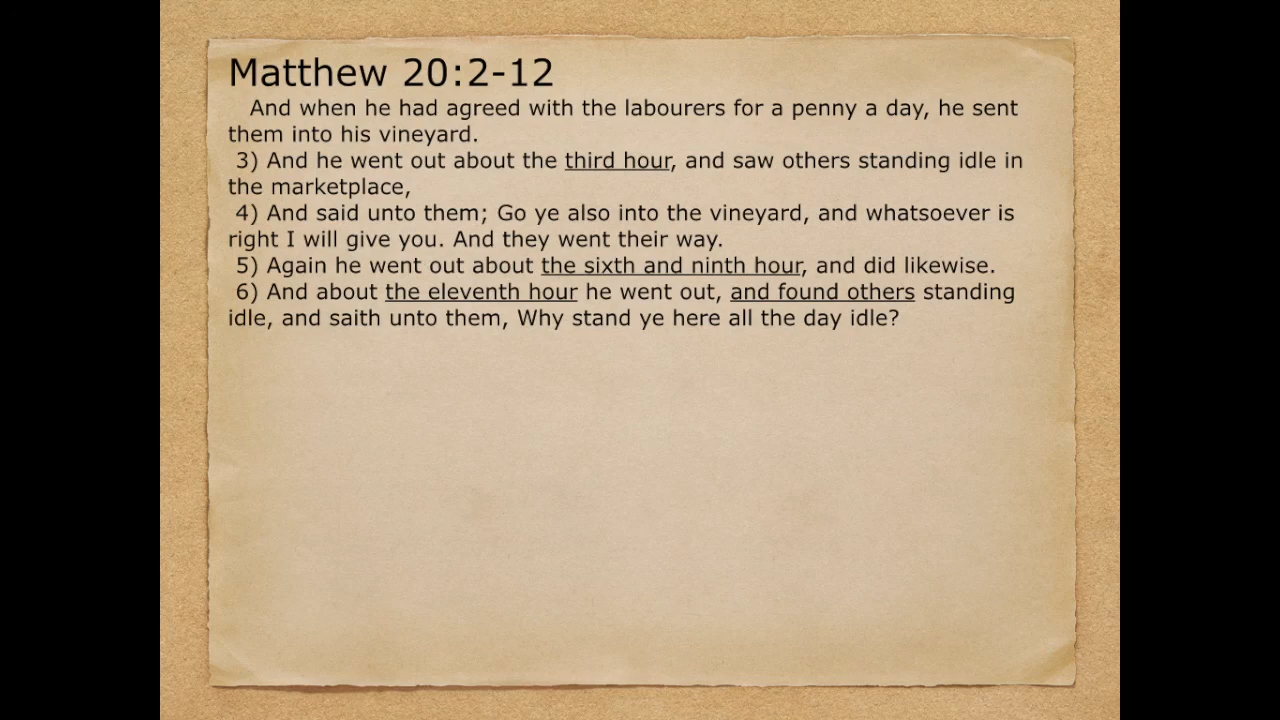 Matthew 20:2-12
And when he had agreed with the labourers for a penny a day, he sent
them into his vineyard.
3) And he went out about the third hour, and saw others standing idle in
the marketplace,
4) And said unto them; Go ye also into the vineyard, and whatsoever is
right I will give you. And they went their way.
5) Again he went out about the sixth and ninth hour, and did likewise.
6) And about the eleventh hour he went out, and found others standing
idle, and saith unto them, Why stand ye here all the day idle?